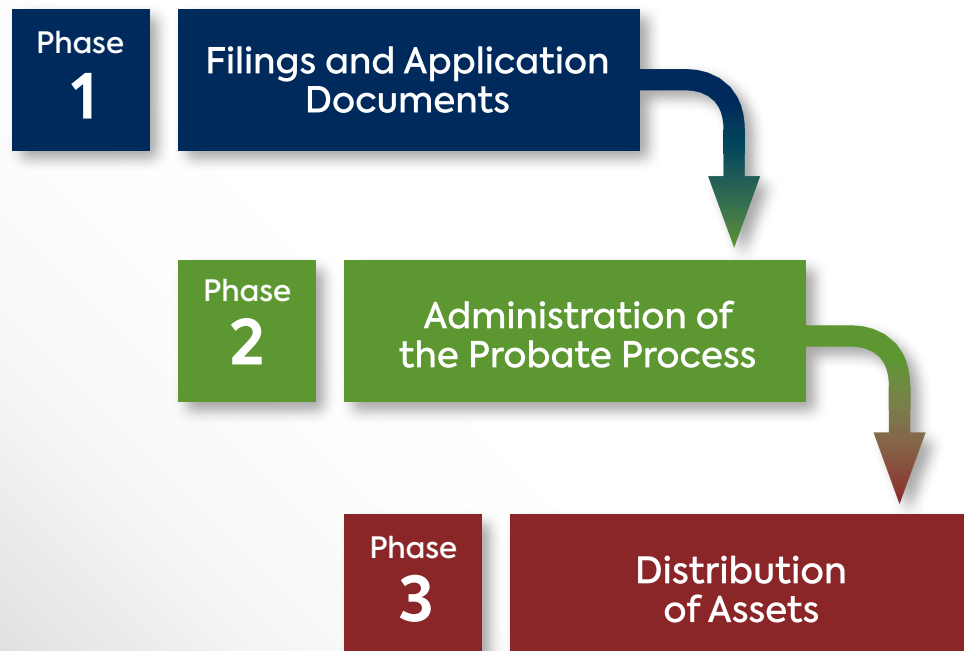 Phase
1
Filings and Application
Documents
Phase
2
Administration of
the Probate Process
Phase
3
Distribution
of Assets